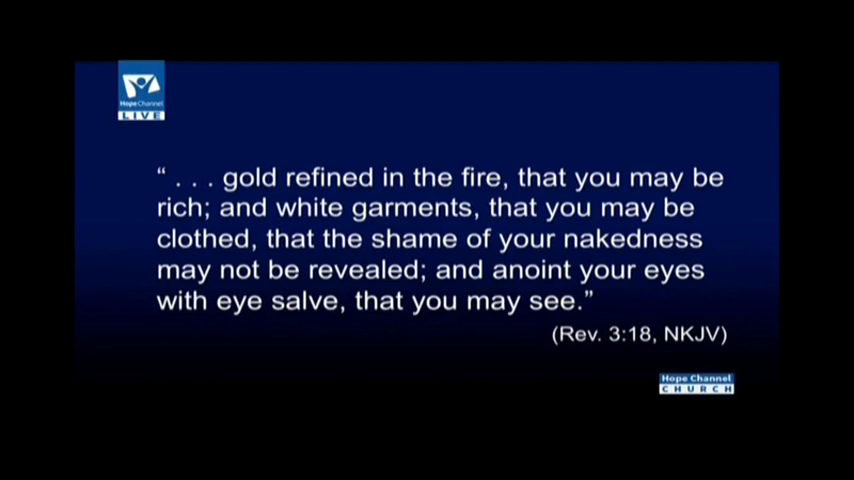 Hope Channel
LIVE
“ . . . gold refined in the fire, that you may be
rich; and white garments, that you may be
clothed, that the shame of your nakedness
may not be revealed; and anoint your eyes
with eye salve, that you may see.”
(Rev. 3:18, NKJV)
Hope Channel
CHURCH